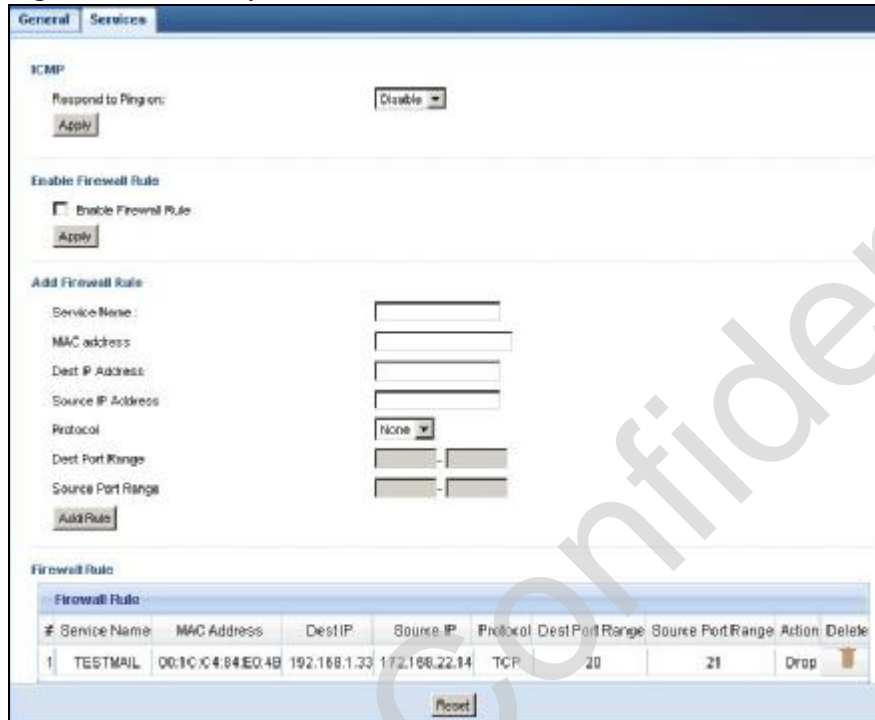 General Services
ICMP
Respond to Ping on: Disable
Apply
Enable Firewall Rule
Enable Firewall Rule
Apply
Add Firewall Rule
Service Name :
MAC address
Dest IP Address
Source IP Address
Protocol None
Dest Port Range -
Source Port Range -
Add Rule
Firewall Rule
Firewall Rule
# Service Name MAC Address Dest IP Source IP Protocol Dest Port Range Source Port Range Action Delete
1 TESTMAIL 00:1C:C4:84:E0:4B 192.168.1.33 172.168.22.14 TCP 20 21 Drop
Reset
Confide